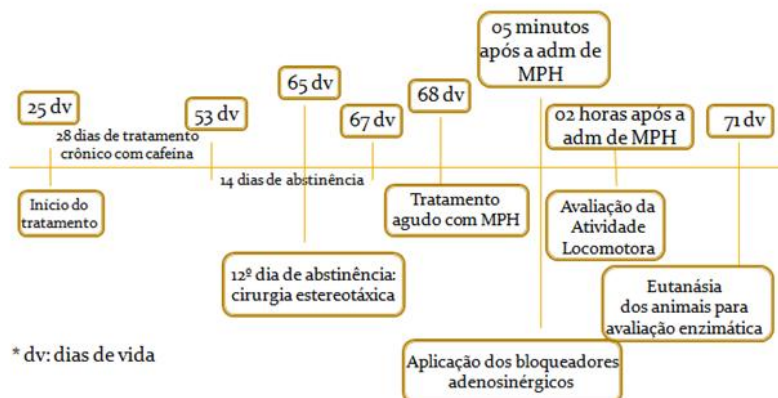 05 minutos
após a adm de
MPH
65 dv
68 dv
25 dv
53 dv
67 dv
02 horas após a
adm de MPH
71 dv
28 dias de tratamento
crônico com cafeína
14 dias de abstinência
Início do
tratamento
Tratamento
agudo com MPH
Avaliação da
Atividade
Locomotora
12º dia de abstinência:
cirurgia estereotáxica
Eutanásia
dos animais para
avaliação enzimática
* dv: dias de vida
Aplicação dos bloqueadores
adenosinérgicos